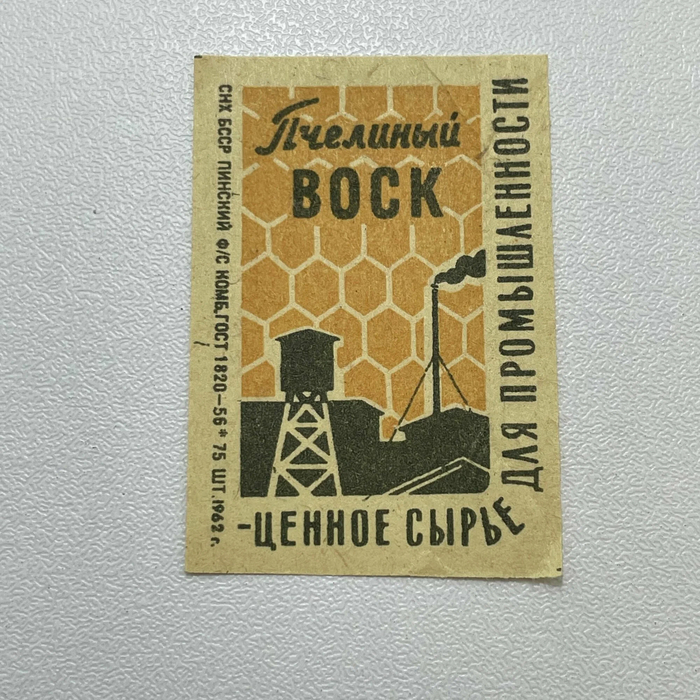 Пчелиный
ВОСК
-ЦЕННОЕ СЫРЬЕ
ДЛЯ ПРОМЫШЛЕННОСТИ
СНХ БССР ПИНСКИЙ Ф/С КОМБ. ГОСТ 1820-56 * 75 ШТ. 1962 г.